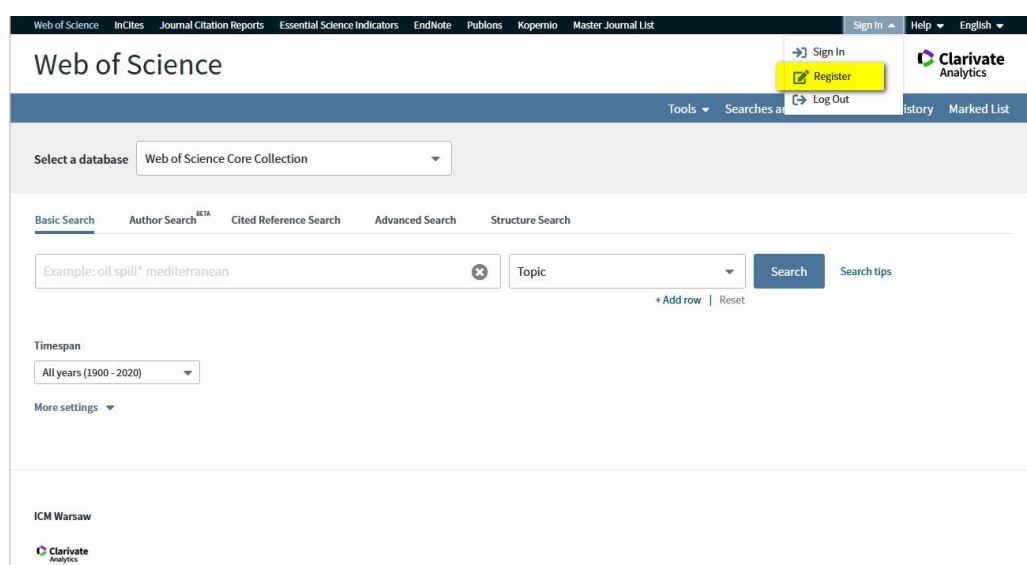 Web of Science InCites Journal Citation Reports Essential Science Indicators EndNote Publons Kopernio Master Journal List Sign In Help English
Web of Science
Sign In
Register
Log Out
Clarivate
Analytics
Tools Searches a istory Marked List
Select a database Web of Science Core Collection
Basic Search Author Search BETA Cited Reference Search Advanced Search Structure Search
Example: oil spill* mediterranean Topic Search Search tips
+ Add row | Reset
Timespan
All years (1900 - 2020)
More settings
ICM Warsaw
Clarivate
Analytics